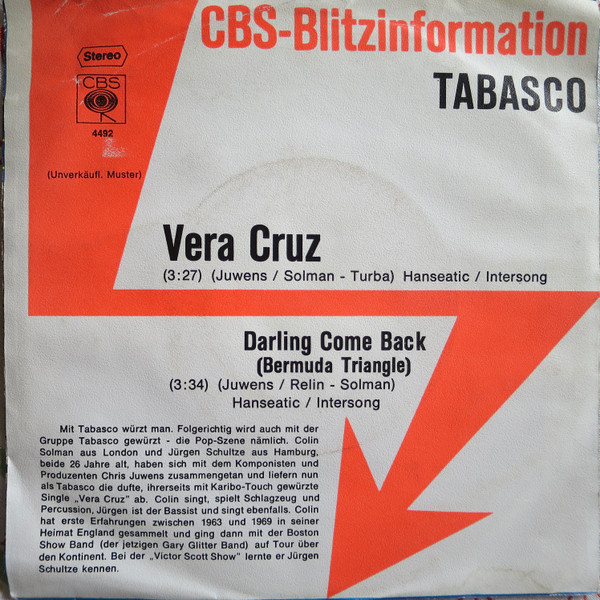 CBS-Blitzinformation
TABASCO
Stereo
CBS
4492
(Unverkäufl. Muster)
Vera Cruz
(3:27) (Juwens / Solman - Turba) Hanseatic / Intersong
Darling Come Back
(Bermuda Triangle)
(3:34) (Juwens / Relin - Solman)
Hanseatic / Intersong
Mit Tabasco würzt man. Folgerichtig wird auch mit der
Gruppe Tabasco gewürzt - die Pop-Szene nämlich. Colin
Solman aus London und Jürgen Schultze aus Hamburg,
beide 26 Jahre alt, haben sich mit dem Komponisten und
Produzenten Chris Juwens zusammengetan und liefern nun
als Tabasco die dufte, ihrerseits mit Karibo-Touch gewürzte
Single „Vera Cruz" ab. Colin singt, spielt Schlagzeug und
Percussion, Jürgen ist der Bassist und singt ebenfalls. Colin
hat erste Erfahrungen zwischen 1963 und 1969 in seiner
Heimat England gesammelt und ging dann mit der Boston
Show Band (der jetzigen Gary Glitter Band) auf Tour über
den Kontinent. Bei der „Victor Scott Show" lernte er Jürgen
Schultze kennen.